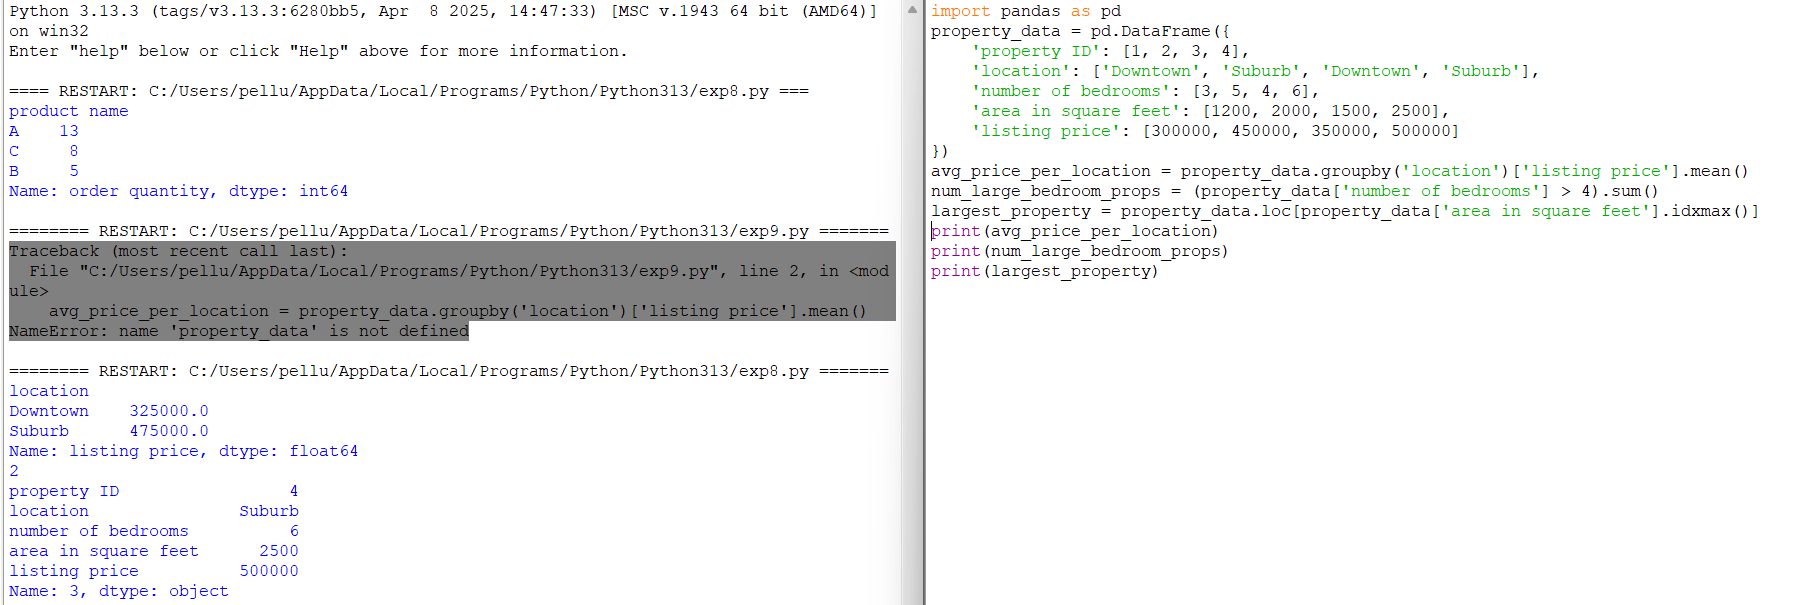 Python 3.13.3 (tags/v3.13.3:6280bb5, Apr  8 2025, 14:47:33) [MSC v.1943 64 bit (AMD64)]
on win32
Enter "help" below or click "Help" above for more information.

==== RESTART: C:/Users/pellu/AppData/Local/Programs/Python/Python313/exp8.py ===
product name
A    13
C     8
B     5
Name: order quantity, dtype: int64

======== RESTART: C:/Users/pellu/AppData/Local/Programs/Python/Python313/exp9.py =======
Traceback (most recent call last):
  File "C:/Users/pellu/AppData/Local/Programs/Python/Python313/exp9.py", line 2, in <mod
ule>
    avg_price_per_location = property_data.groupby('location')['listing price'].mean()
NameError: name 'property_data' is not defined

======== RESTART: C:/Users/pellu/AppData/Local/Programs/Python/Python313/exp8.py =======
location
Downtown    325000.0
Suburb      475000.0
Name: listing price, dtype: float64
2
property ID                 4
location               Suburb
number of bedrooms          6
area in square feet      2500
listing price          500000
Name: 3, dtype: object
import pandas as pd
property_data = pd.DataFrame({
    'property ID': [1, 2, 3, 4],
    'location': ['Downtown', 'Suburb', 'Downtown', 'Suburb'],
    'number of bedrooms': [3, 5, 4, 6],
    'area in square feet': [1200, 2000, 1500, 2500],
    'listing price': [300000, 450000, 350000, 500000]
})
avg_price_per_location = property_data.groupby('location')['listing price'].mean()
num_large_bedroom_props = (property_data['number of bedrooms'] > 4).sum()
largest_property = property_data.loc[property_data['area in square feet'].idxmax()]
print(avg_price_per_location)
print(num_large_bedroom_props)
print(largest_property)